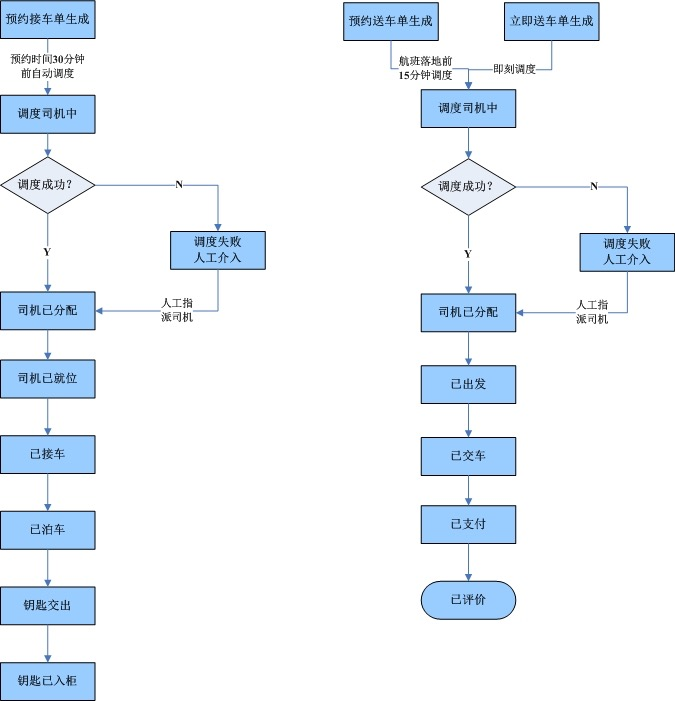 预约接车单生成
预约时间30分钟
前自动调度
调度司机中
调度成功?
N
调度失败
人工介入
Y
人工指
派司机
司机已分配
司机已就位
已接车
已泊车
钥匙交出
钥匙已入柜
预约送车单生成
立即送车单生成
航班落地前
15分钟调度
即刻调度
调度司机中
调度成功?
N
调度失败
人工介入
Y
人工指
派司机
司机已分配
已出发
已交车
已支付
已评价